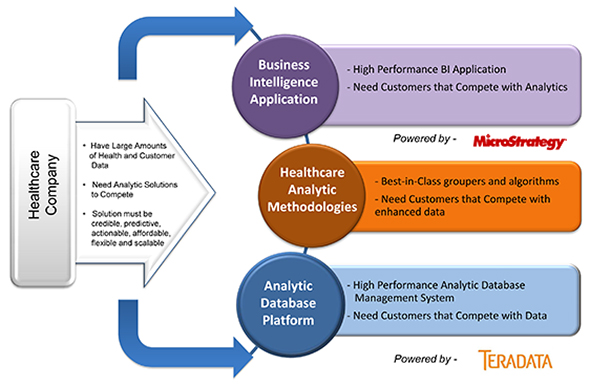 Healthcare
Company
• Have Large Amounts
of Health and Customer
Data
• Need Analytic Solutions
to Compete
• Solution must be
credible, predictive,
actionable, affordable,
flexible and scalable
Business
Intelligence
Application
- High Performance BI Application
- Need Customers that Compete with Analytics
Powered by - MicroStrategy
Healthcare
Analytic
Methodologies
- Best-in-Class groupers and algorithms
- Need Customers that Compete with
enhanced data
Analytic
Database
Platform
- High Performance Analytic Database
Management System
- Need Customers that Compete with Data
Powered by - TERADATA